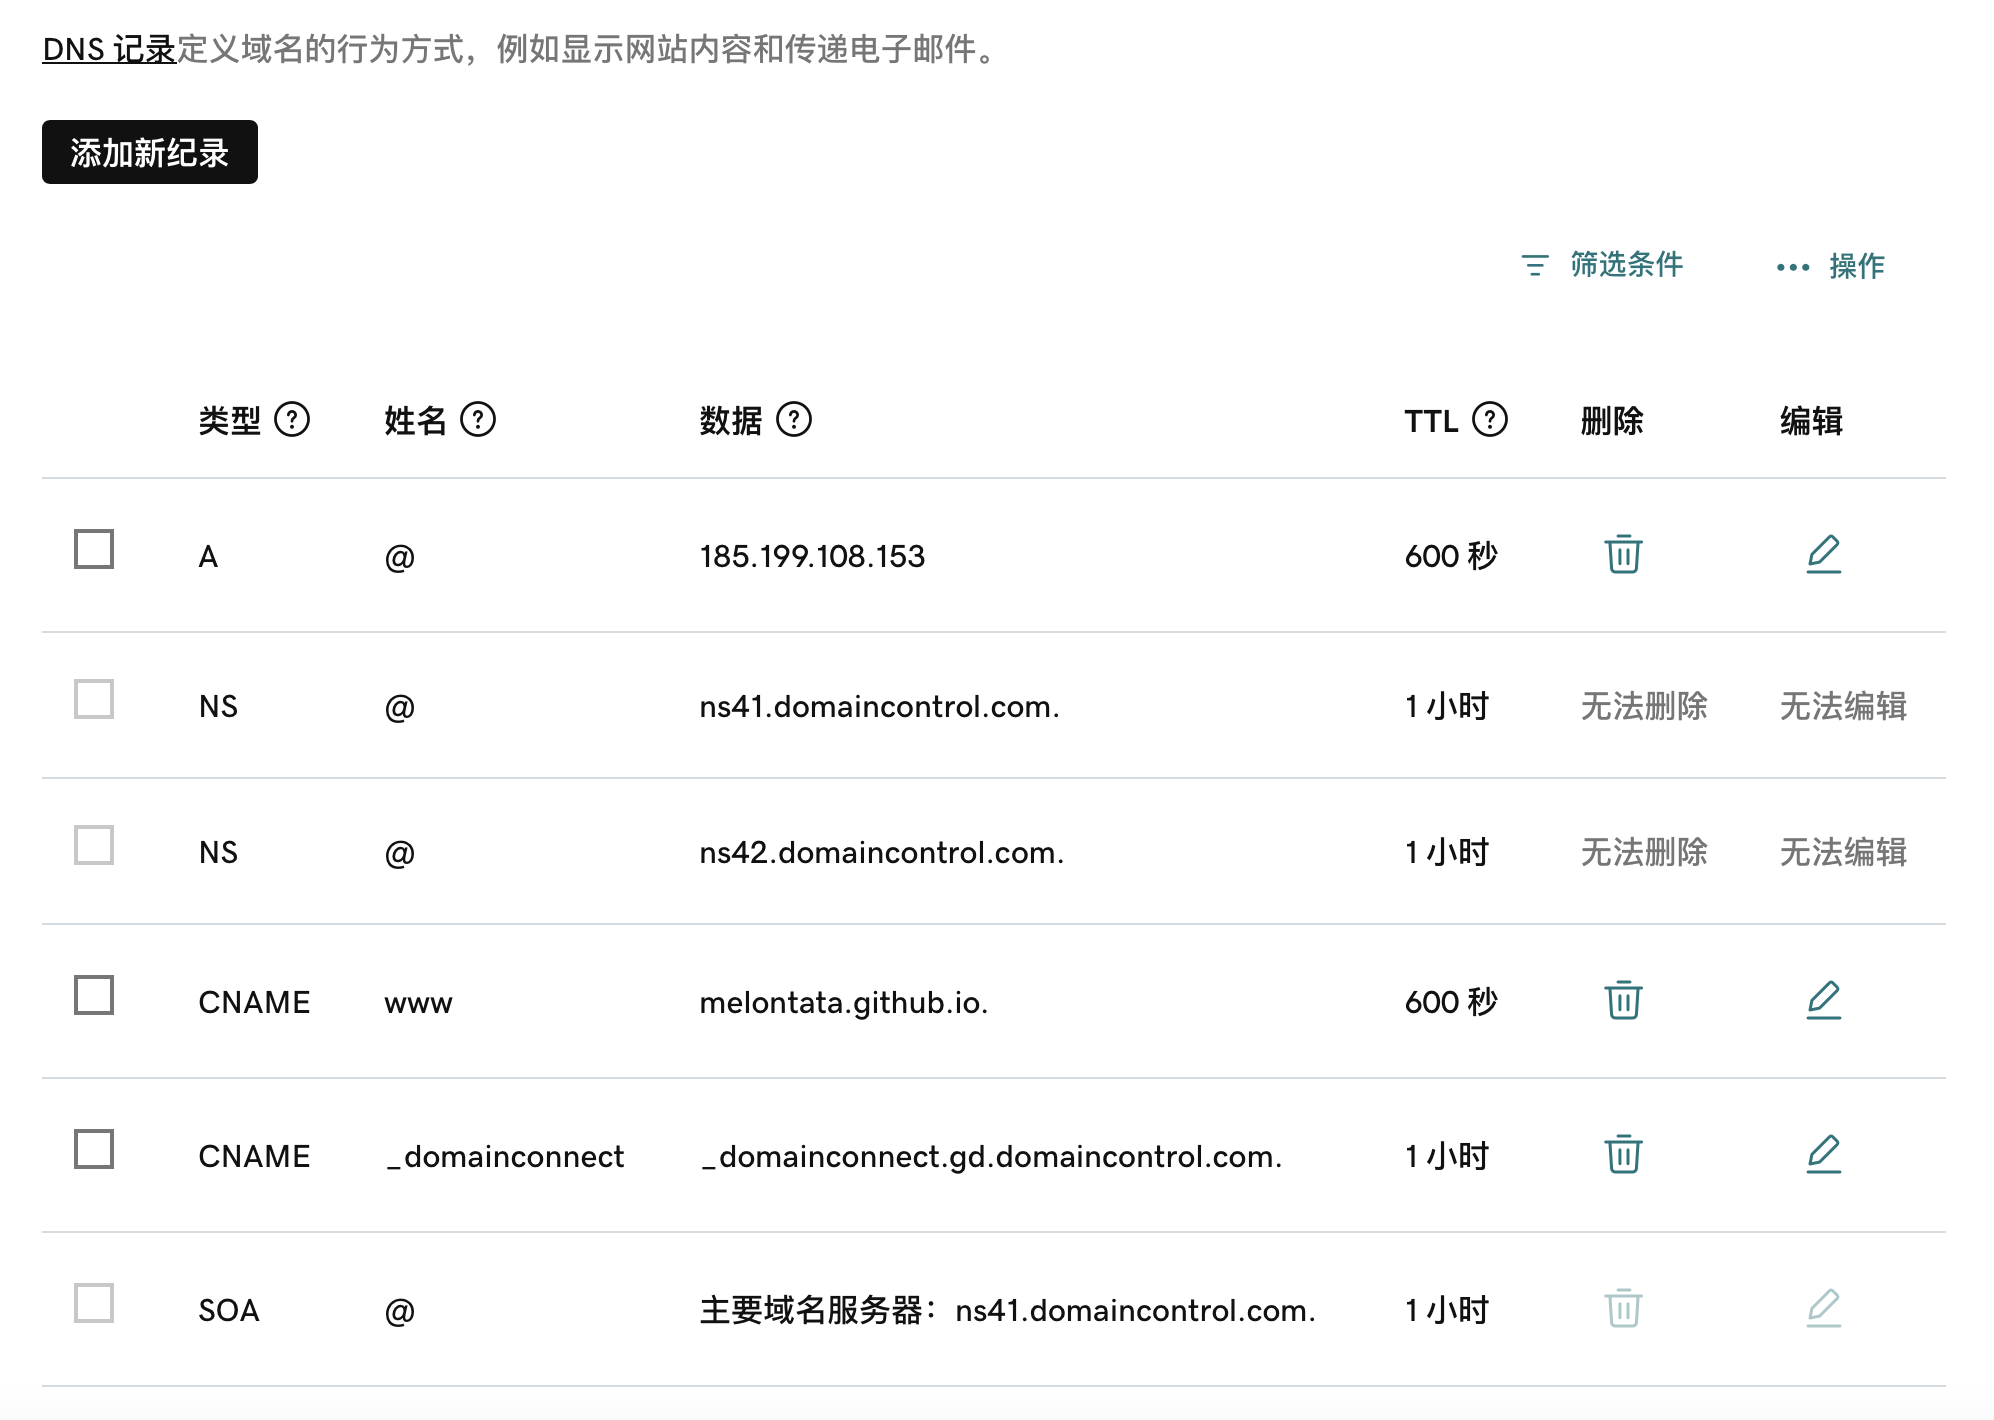 DNS 记录定义域名的行为方式，例如显示网站内容和传递电子邮件。
添加新纪录
筛选条件 ••• 操作
类型 ? 姓名 ? 数据 ? TTL ? 删除 编辑
A @ 185.199.108.153 600 秒
NS @ ns41.domaincontrol.com. 1 小时 无法删除 无法编辑
NS @ ns42.domaincontrol.com. 1 小时 无法删除 无法编辑
CNAME www melontata.github.io. 600 秒
CNAME _domainconnect _domainconnect.gd.domaincontrol.com. 1 小时
SOA @ 主要域名服务器：ns41.domaincontrol.com. 1 小时